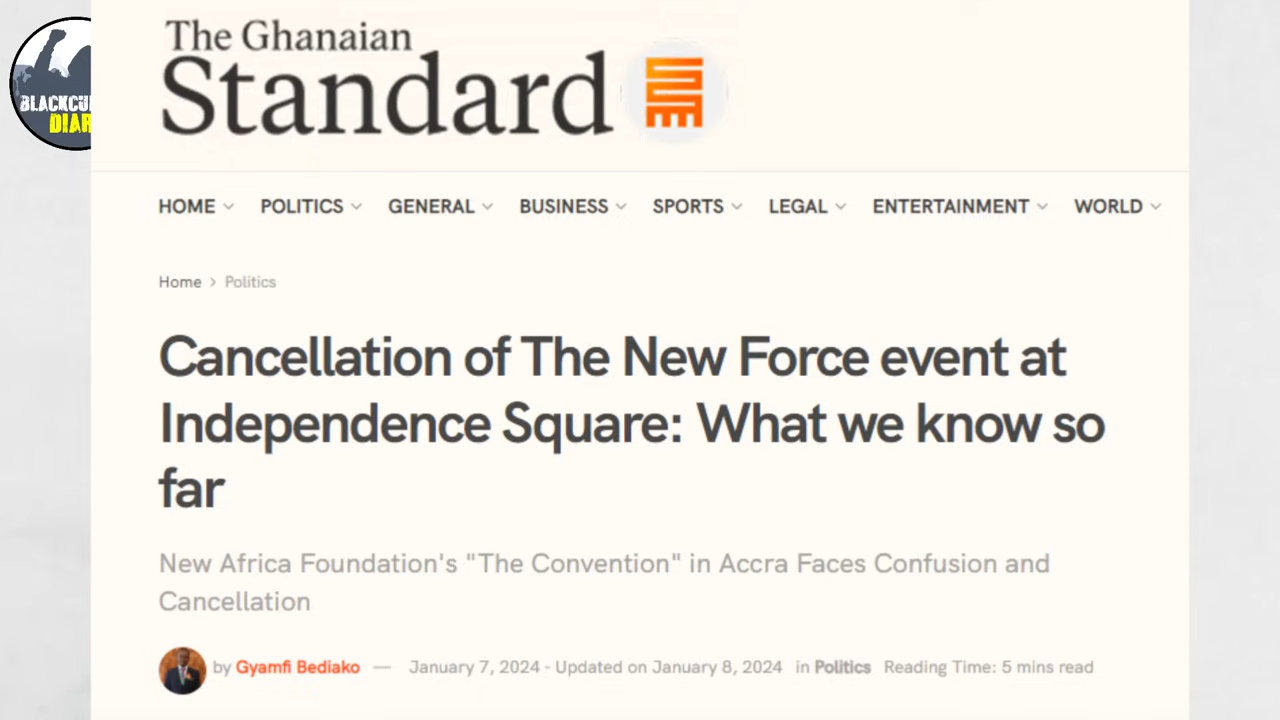 The Ghanaian
Standard
BLACKCU
DIAR
HOME POLITICS GENERAL BUSINESS SPORTS LEGAL ENTERTAINMENT WORLD
Home > Politics
Cancellation of The New Force event at
Independence Square: What we know so
far
New Africa Foundation's "The Convention" in Accra Faces Confusion and
Cancellation
by Gyamfi Bediako — January 7, 2024 - Updated on January 8, 2024 in Politics Reading Time: 5 mins read